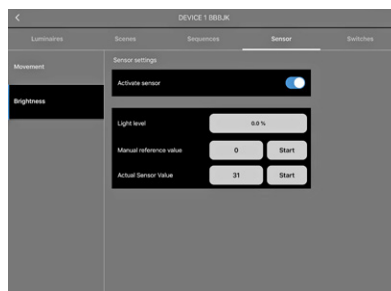 DEVICE 1 BBBJK
Luminaires Scenes Sequences Sensor Switches
Movement
Brightness
Sensor settings
Activate sensor
Light level 0.0 %
Manual reference value 0 Start
Actual Sensor Value 31 Start